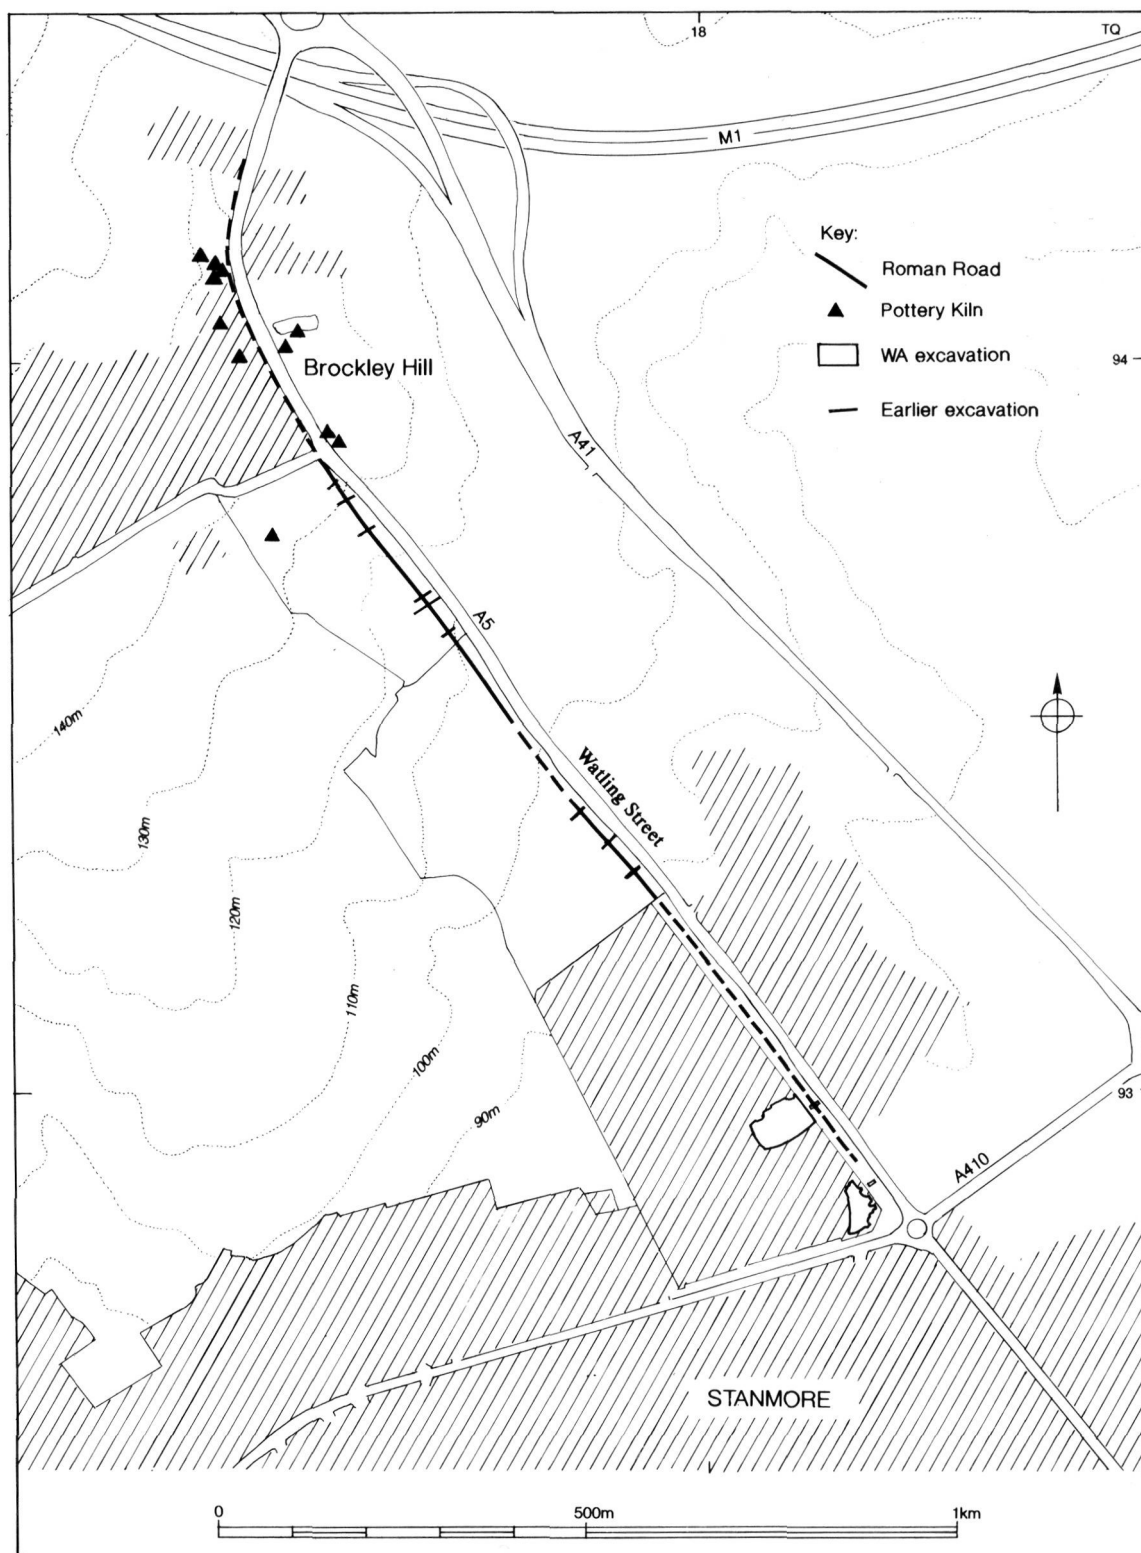 18
TQ
M1
Key:
Roman Road
Pottery Kiln
WA excavation
Earlier excavation
94
Brockley Hill
A41
A5
Watling Street
140m
130m
120m
110m
100m
90m
93
A410
STANMORE
0
500m
1km